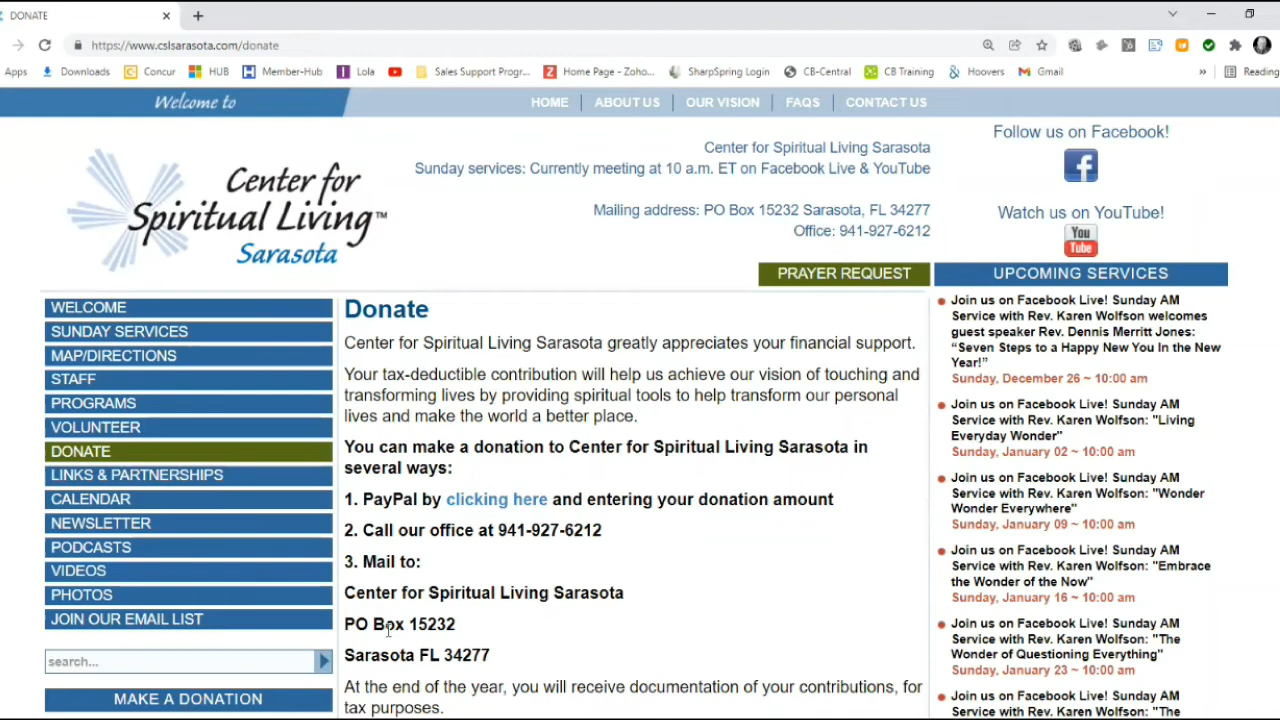 DONATE
https://www.cslsarasota.com/donate
Apps Downloads Concur HUB Member-Hub Lola Sales Support Progr... Home Page - Zoho... SharpSpring Login CB-Central CB Training Hoovers Gmail » Reading
Welcome to
HOME ABOUT US OUR VISION FAQS CONTACT US
Center for
Spiritual Living™
Sarasota
Center for Spiritual Living Sarasota
Sunday services: Currently meeting at 10 a.m. ET on Facebook Live & YouTube
Mailing address: PO Box 15232 Sarasota, FL 34277
Office: 941-927-6212
Follow us on Facebook!
f
Watch us on YouTube!
You
Tube
PRAYER REQUEST
WELCOME
SUNDAY SERVICES
MAP/DIRECTIONS
STAFF
PROGRAMS
VOLUNTEER
DONATE
LINKS & PARTNERSHIPS
CALENDAR
NEWSLETTER
PODCASTS
VIDEOS
PHOTOS
JOIN OUR EMAIL LIST
search...
MAKE A DONATION
Donate
Center for Spiritual Living Sarasota greatly appreciates your financial support.
Your tax-deductible contribution will help us achieve our vision of touching and
transforming lives by providing spiritual tools to help transform our personal
lives and make the world a better place.
You can make a donation to Center for Spiritual Living Sarasota in
several ways:
1. PayPal by clicking here and entering your donation amount
2. Call our office at 941-927-6212
3. Mail to:
Center for Spiritual Living Sarasota
PO Box 15232
Sarasota FL 34277
At the end of the year, you will receive documentation of your contributions, for
tax purposes.
UPCOMING SERVICES
Join us on Facebook Live! Sunday AM
Service with Rev. Karen Wolfson welcomes
guest speaker Rev. Dennis Merritt Jones:
“Seven Steps to a Happy New You In the New
Year!”
Sunday, December 26 ~ 10:00 am
Join us on Facebook Live! Sunday AM
Service with Rev. Karen Wolfson: "Living
Everyday Wonder"
Sunday, January 02 ~ 10:00 am
Join us on Facebook Live! Sunday AM
Service with Rev. Karen Wolfson: "Wonder
Wonder Everywhere"
Sunday, January 09 ~ 10:00 am
Join us on Facebook Live! Sunday AM
Service with Rev. Karen Wolfson: "Embrace
the Wonder of the Now"
Sunday, January 16 ~ 10:00 am
Join us on Facebook Live! Sunday AM
Service with Rev. Karen Wolfson: "The
Wonder of Questioning Everything"
Sunday, January 23 ~ 10:00 am
Join us on Facebook Live! Sunday AM
Service with Rev. Karen Wolfson: "The